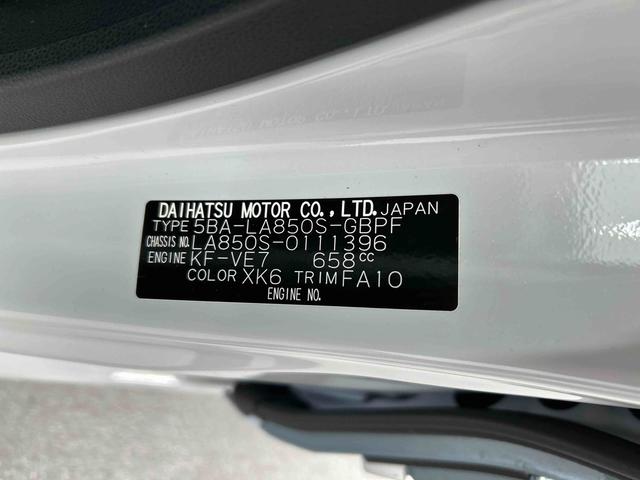 DAIHATSU MOTOR CO., LTD. JAPAN
TYPE 5BA-LA850S-GBPF
CHASSIS NO. LA850S-0111396
ENGINE KF-VE7 658cc
COLOR XK6 TRIM FA10
ENGINE NO.